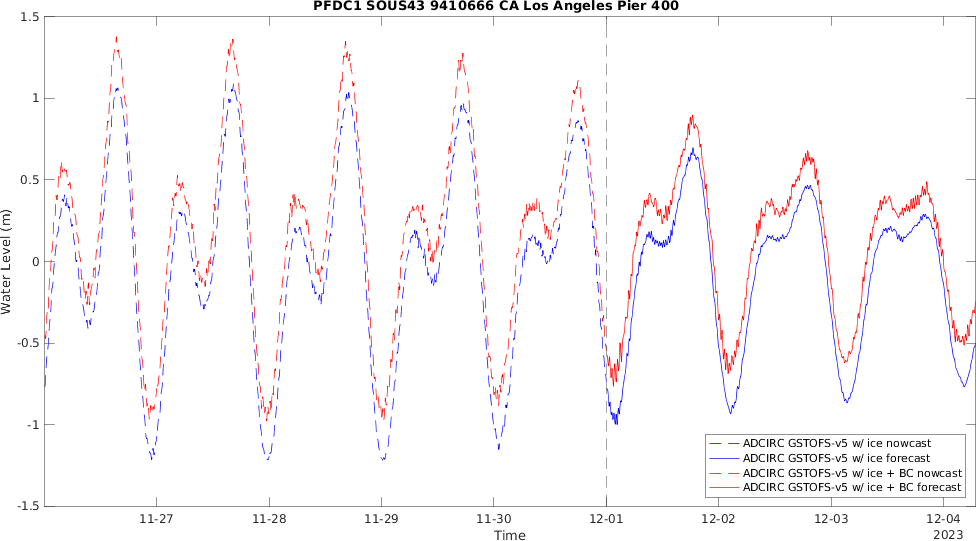 PFDC1 SOUS43 9410666 CA Los Angeles Pier 400
1.5
1
0.5
0
-0.5
-1
-1.5
Water Level (m)
11-27 11-28 11-29 11-30 12-01 12-02 12-03 12-04
Time
2023
ADCIRC GSTOFS-v5 w/ ice nowcast
ADCIRC GSTOFS-v5 w/ ice forecast
ADCIRC GSTOFS-v5 w/ ice + BC nowcast
ADCIRC GSTOFS-v5 w/ ice + BC forecast